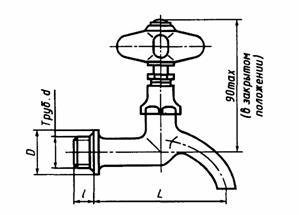 90max
(в закрытом
положении)
Труб. d
D
l
L